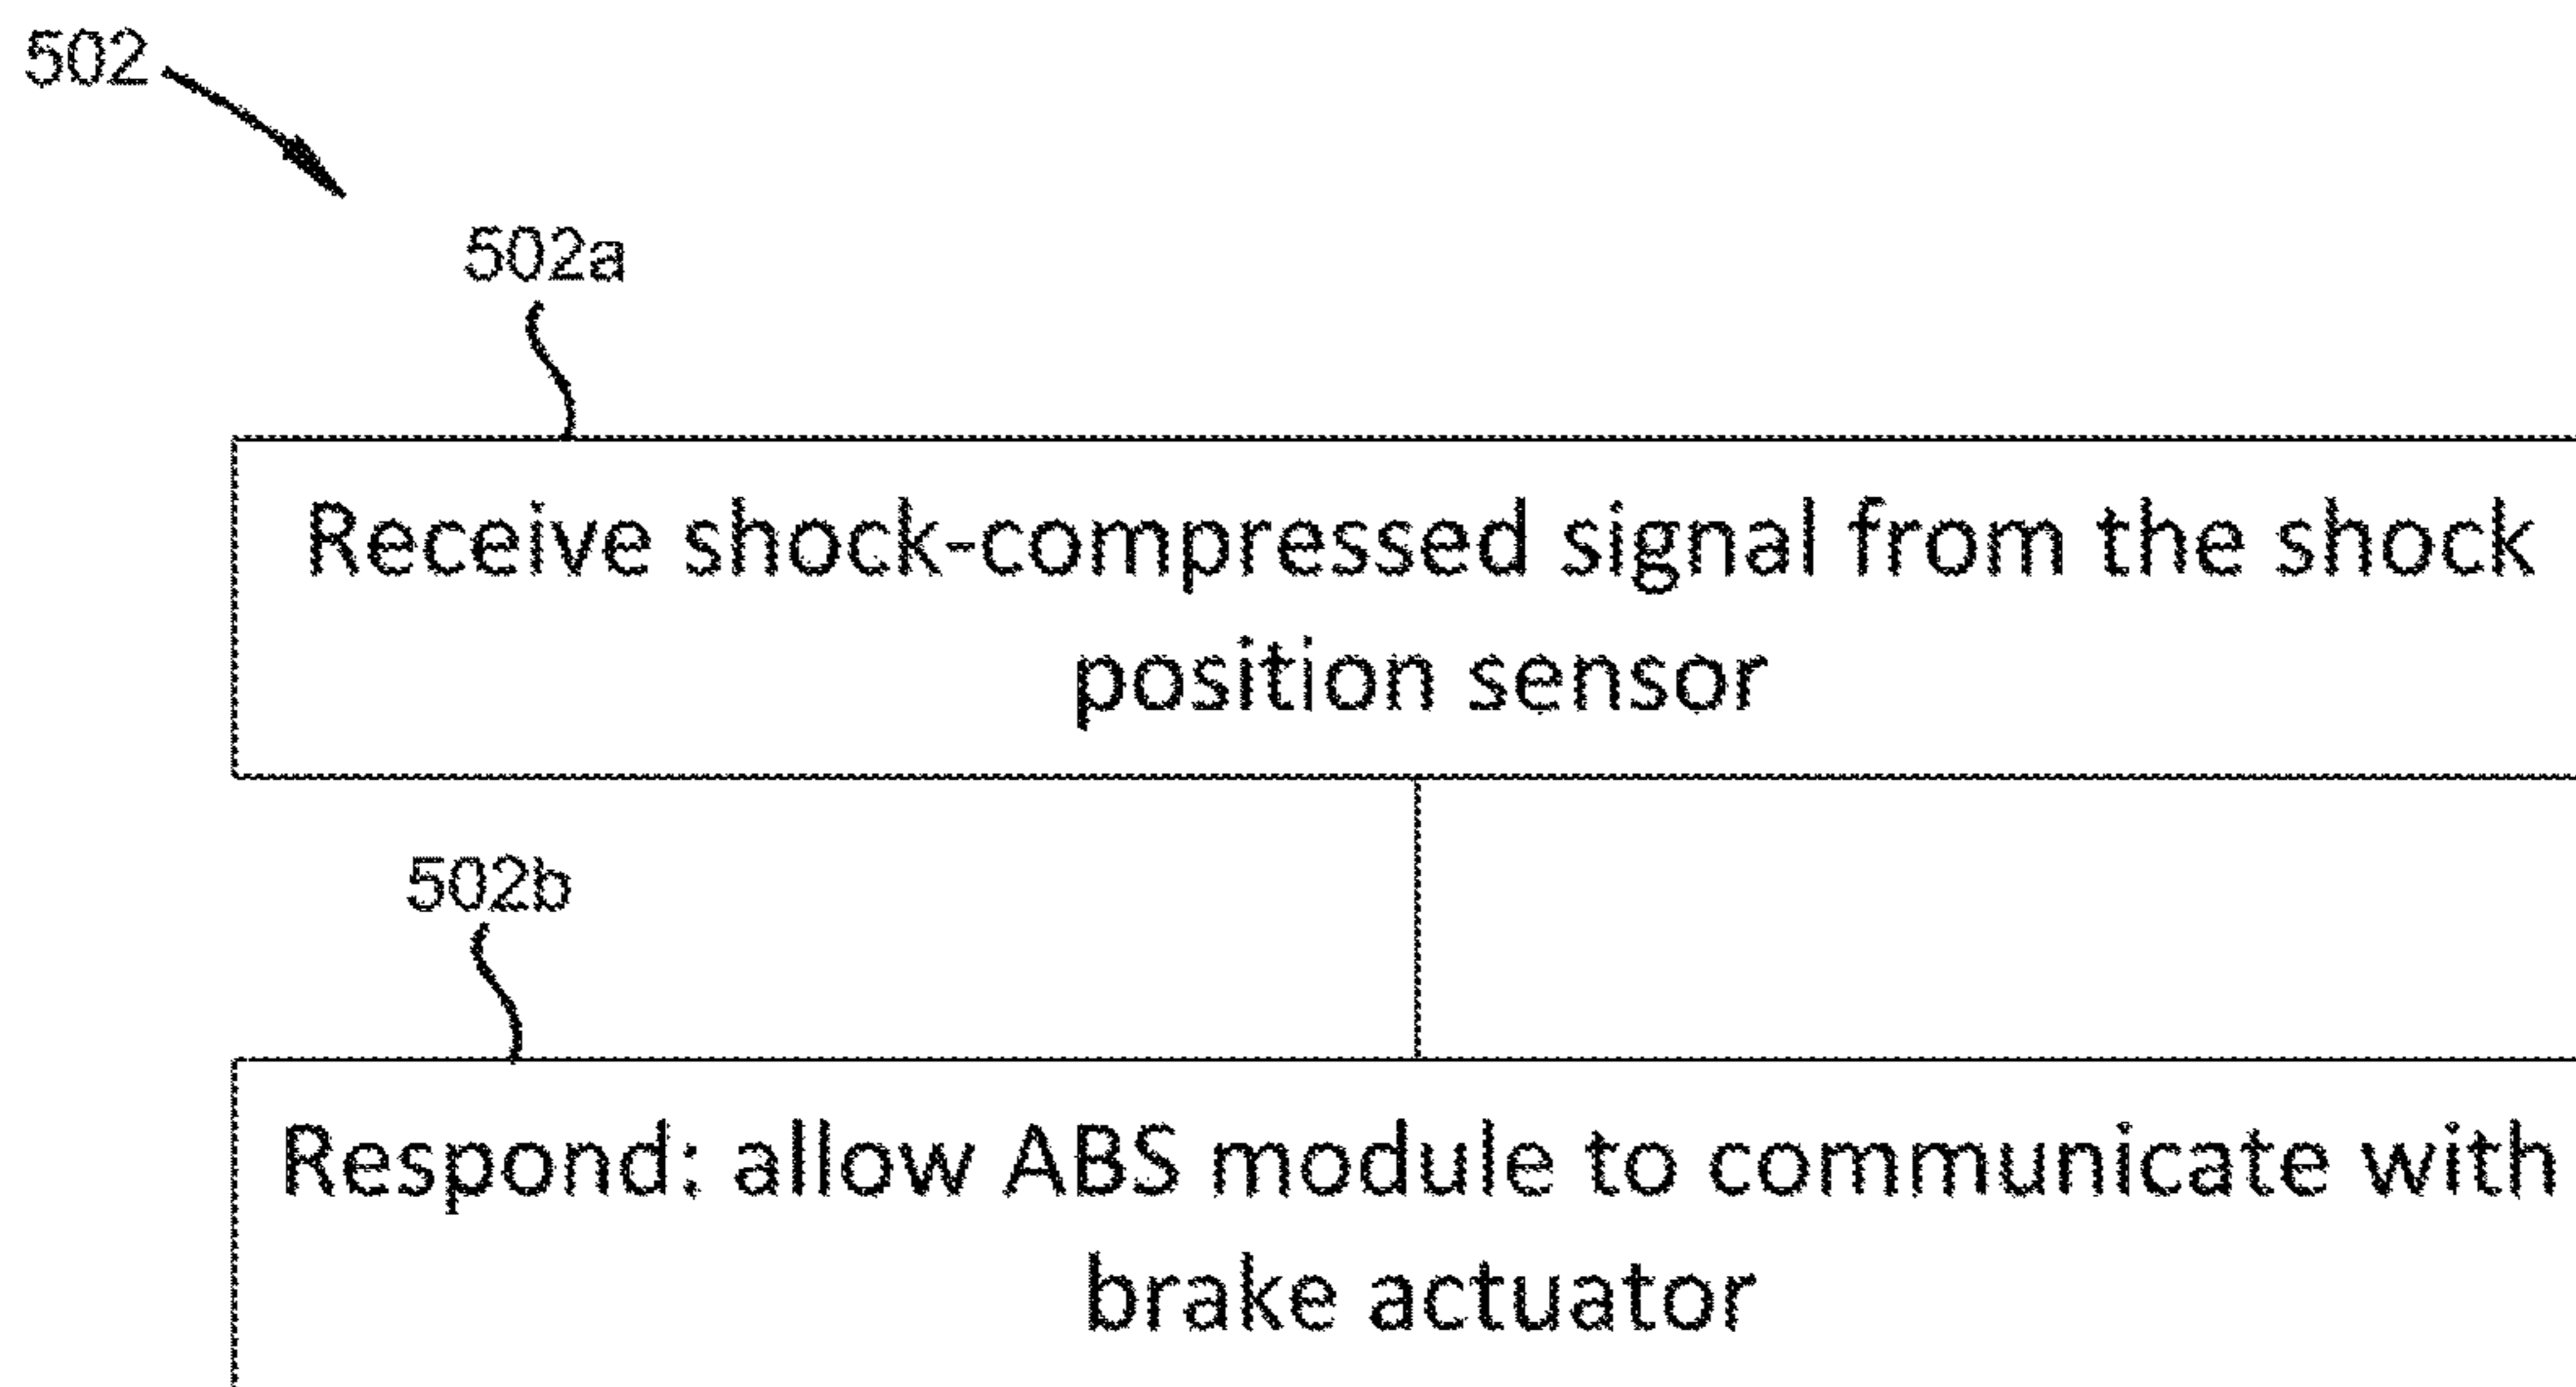 502
502a
Receive shock-compressed signal from the shock
position sensor
502b
Respond: allow ABS module to communicate with
brake actuator